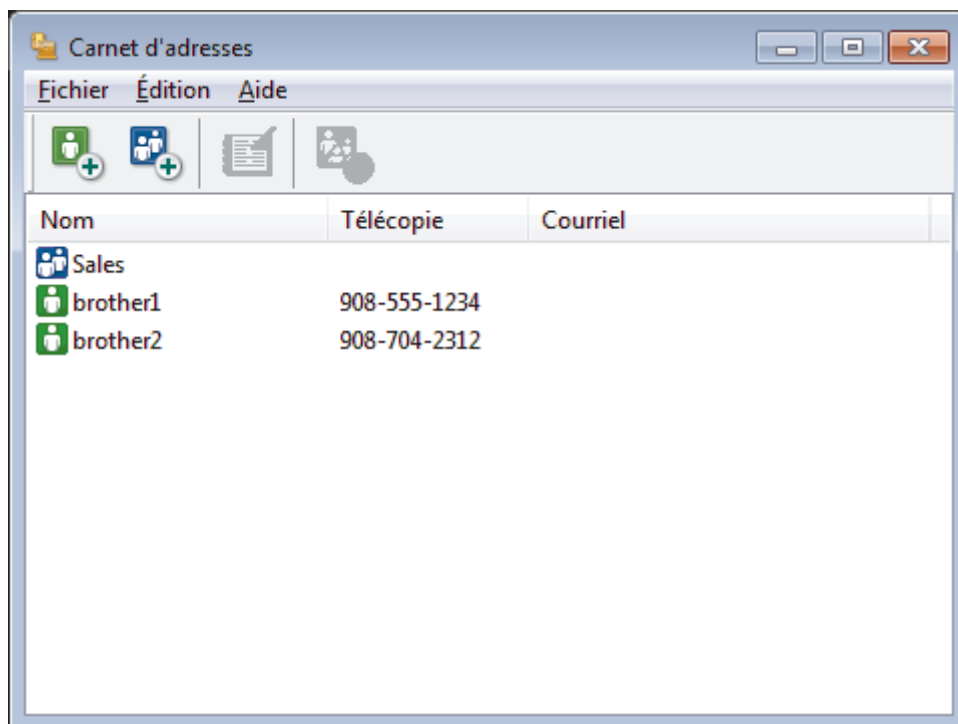 Carnet d'adresses
Fichier Édition Aide
Nom Télécopie Courriel
Sales
brother1 908-555-1234
brother2 908-704-2312